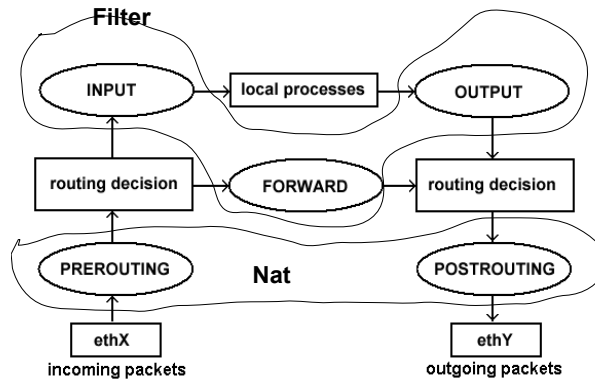 Filter
INPUT
local processes
OUTPUT
routing decision
FORWARD
routing decision
PREROUTING
Nat
POSTROUTING
ethX
ethY
incoming packets
outgoing packets